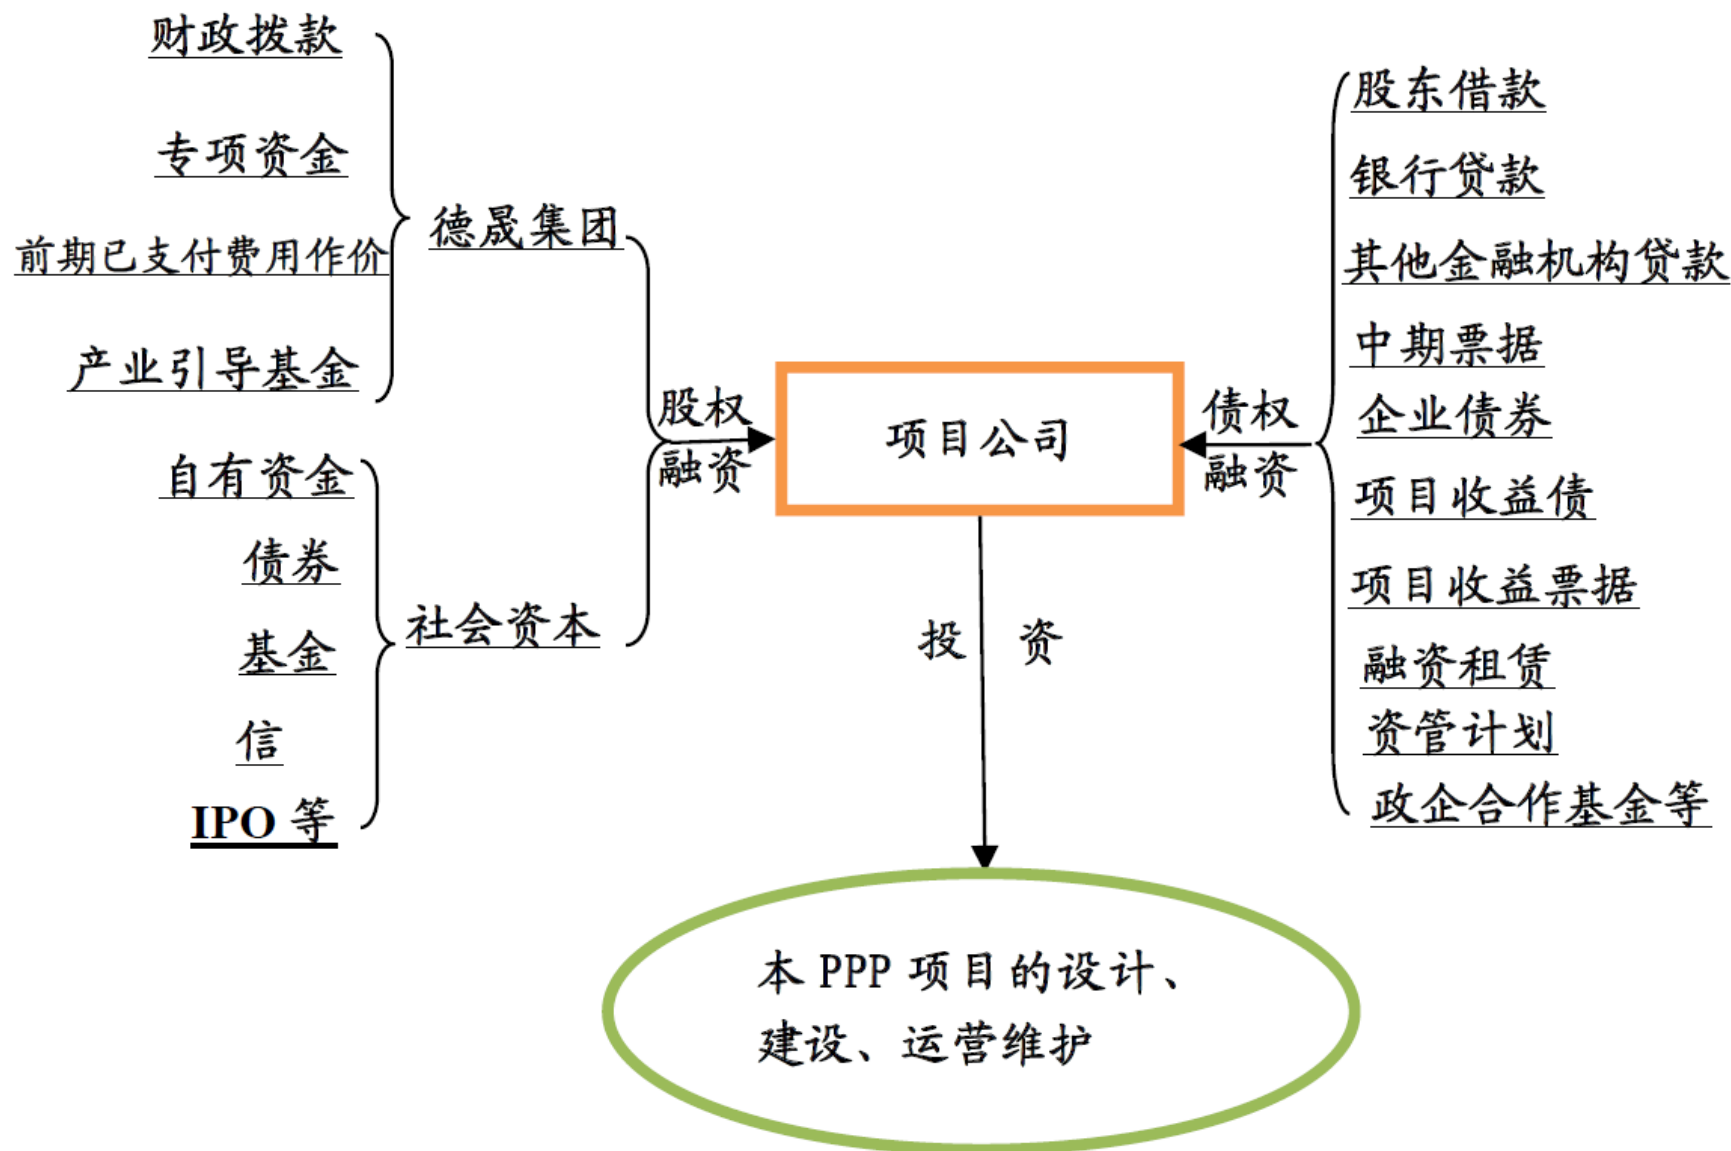 财政拨款
专项资金
前期已支付费用作价
产业引导基金
德晟集团
自有资金
债券
基金
信
IPO 等
社会资本
股权
融资
项目公司
债权
融资
股东借款
银行贷款
其他金融机构贷款
中期票据
企业债券
项目收益债
项目收益票据
融资租赁
资管计划
政企合作基金等
投 资
本 PPP 项目的设计、
建设、运营维护